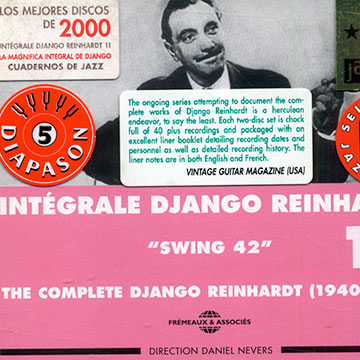 LOS MEJORES DISCOS
DE 2000
INTÉGRALE DJANGO REINHARDT 11
LA MAGNIFICA INTEGRAL DE DJANGO
CUADERNOS DE JAZZ
5
DIAPASON
The ongoing series attempting to document the com-
plete works of Django Reinhardt is a herculean
endeavor, to say the least. Each two-disc set is chock
full of 40 plus recordings and packaged with an
excellent liner booklet detailing recording dates and
personnel as well as detailed recording history. The
liner notes are in both English and French.
VINTAGE GUITAR MAGAZINE (USA)
INTÉGRALE DJANGO REINHA
"SWING 42"
1
THE COMPLETE DJANGO REINHARDT (1940
FRÉMEAUX & ASSOCIÉS
DIRECTION DANIEL NEVERS